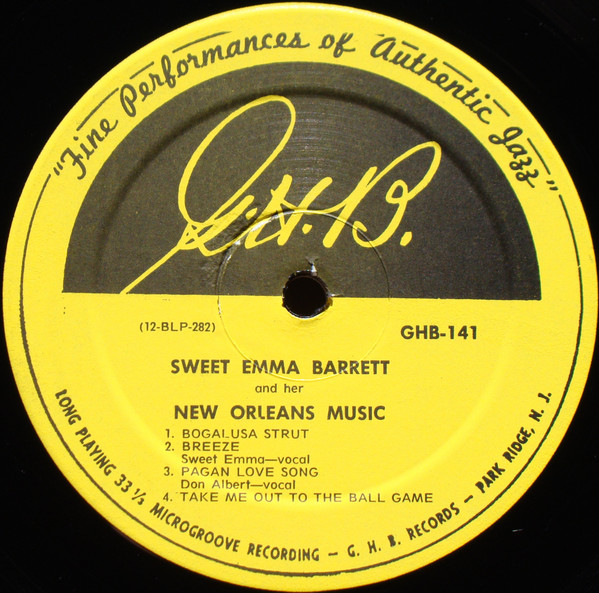 "Fine Performances of Authentic Jazz"
G.H.B.
(12-BLP-282)
GHB-141
SWEET EMMA BARRETT
and her
NEW ORLEANS MUSIC
1. BOGALUSA STRUT
2. BREEZE
Sweet Emma—vocal
3. PAGAN LOVE SONG
Don Albert—vocal
4. TAKE ME OUT TO THE BALL GAME
LONG PLAYING 33 1/3 MICROGROOVE RECORDING – G. H. B. RECORDS – PARK RIDGE, N. J.